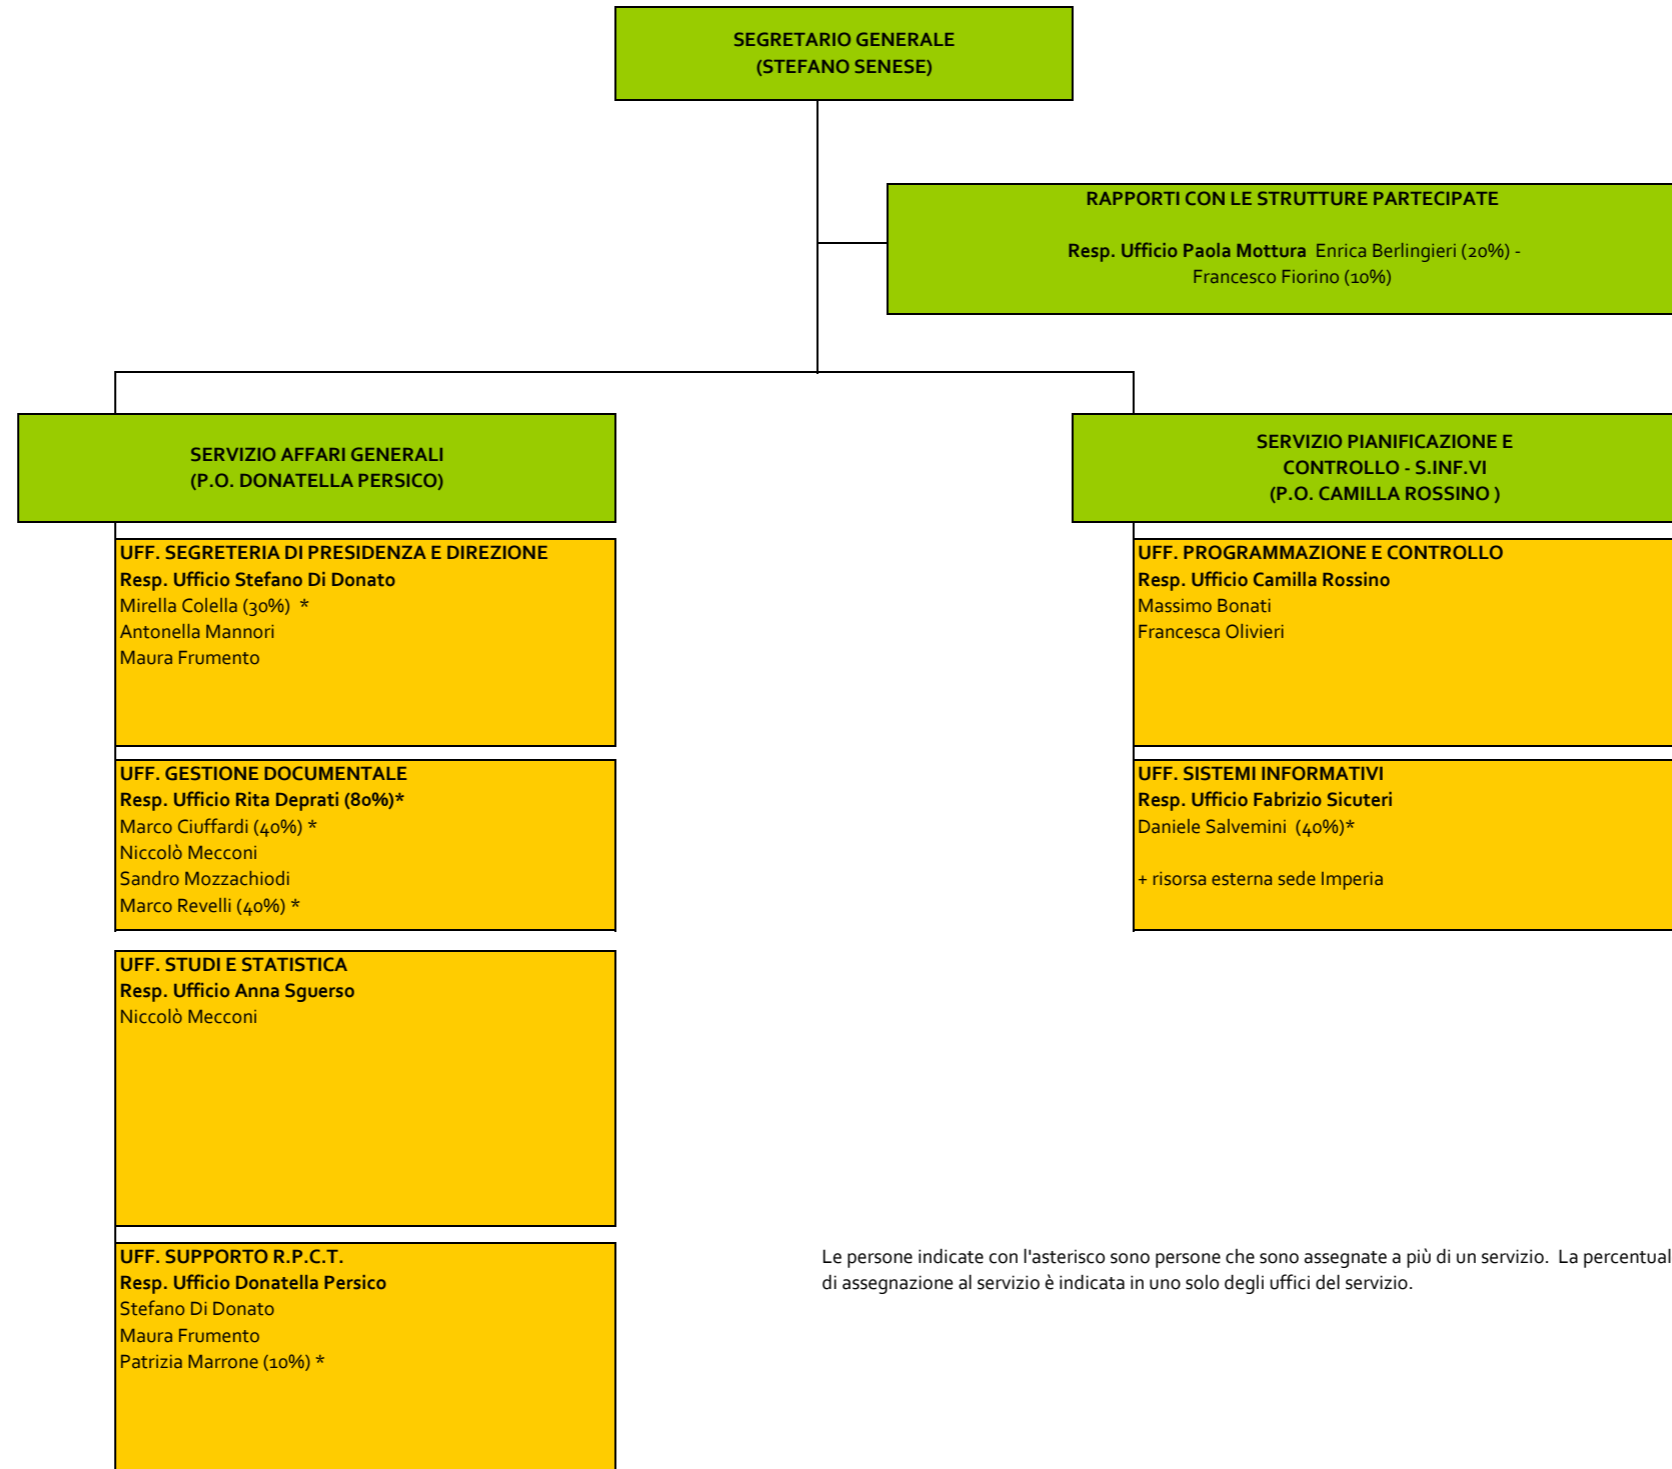 SEGRETARIO GENERALE
(STEFANO SENESE)
RAPPORTI CON LE STRUTTURE PARTECIPATE
Resp. Ufficio Paola Mottura Enrica Berlingieri (20%) -
Francesco Fiorino (10%)
SERVIZIO AFFARI GENERALI
(P.O. DONATELLA PERSICO)
SERVIZIO PIANIFICAZIONE E
CONTROLLO - S.INF.VI
(P.O. CAMILLA ROSSINO )
UFF. SEGRETERIA DI PRESIDENZA E DIREZIONE
Resp. Ufficio Stefano Di Donato
Mirella Colella (30%) *
Antonella Mannori
Maura Frumento
UFF. PROGRAMMAZIONE E CONTROLLO
Resp. Ufficio Camilla Rossino
Massimo Bonati
Francesca Olivieri
UFF. GESTIONE DOCUMENTALE
Resp. Ufficio Rita Deprati (80%)*
Marco Ciuffardi (40%) *
Niccolò Mecconi
Sandro Mozzachiodi
Marco Revelli (40%) *
UFF. SISTEMI INFORMATIVI
Resp. Ufficio Fabrizio Sicuteri
Daniele Salvemini (40%)*
+ risorsa esterna sede Imperia
UFF. STUDI E STATISTICA
Resp. Ufficio Anna Sguerso
Niccolò Mecconi
UFF. SUPPORTO R.P.C.T.
Resp. Ufficio Donatella Persico
Stefano Di Donato
Maura Frumento
Patrizia Marrone (10%) *
Le persone indicate con l'asterisco sono persone che sono assegnate a più di un servizio. La percentual
di assegnazione al servizio è indicata in uno solo degli uffici del servizio.